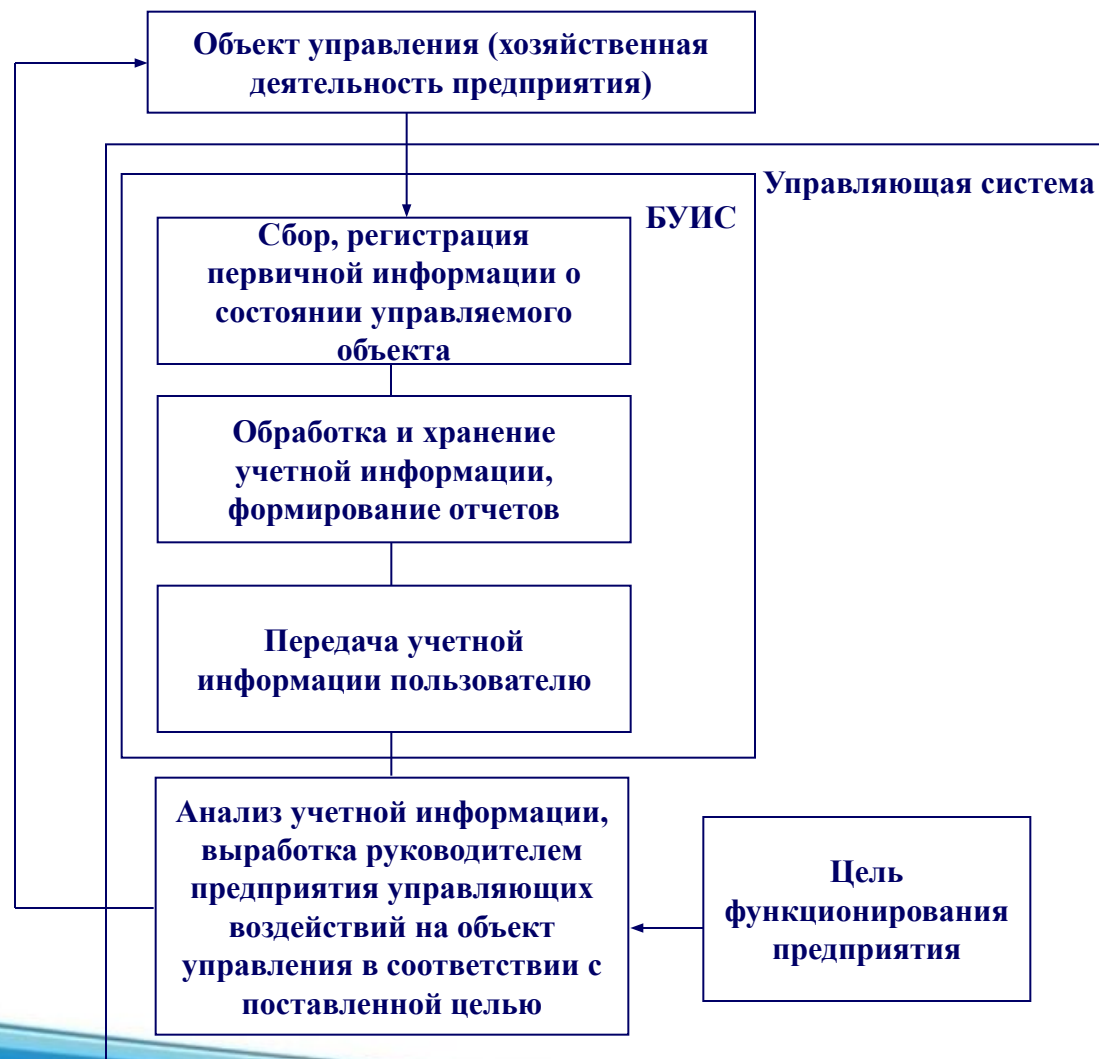 Объект управления (хозяйственная
деятельность предприятия)
Управляющая система
БУИС
Сбор, регистрация
первичной информации о
состоянии управляемого
объекта
Обработка и хранение
учетной информации,
формирование отчетов
Передача учетной
информации пользователю
Анализ учетной информации,
выработка руководителем
предприятия управляющих
воздействий на объект
управления в соответствии с
поставленной целью
Цель
функционирования
предприятия